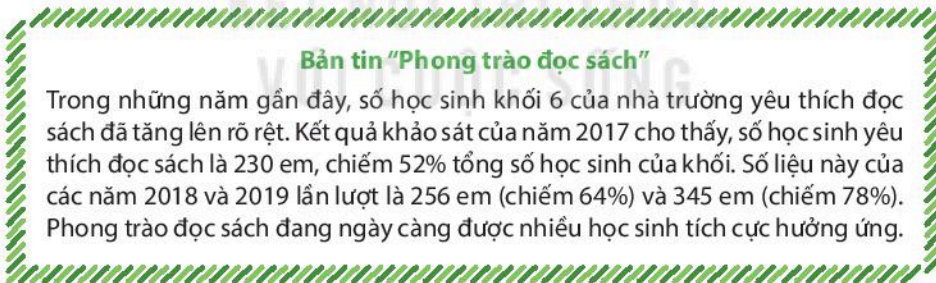 Bản tin “Phong trào đọc sách”
VỚI CUỘC SỐNG
Trong những năm gần đây, số học sinh khối 6 của nhà trường yêu thích đọc
sách đã tăng lên rõ rệt. Kết quả khảo sát của năm 2017 cho thấy, số học sinh yêu
thích đọc sách là 230 em, chiếm 52% tổng số học sinh của khối. Số liệu này của
các năm 2018 và 2019 lần lượt là 256 em (chiếm 64%) và 345 em (chiếm 78%).
Phong trào đọc sách đang ngày càng được nhiều học sinh tích cực hưởng ứng.